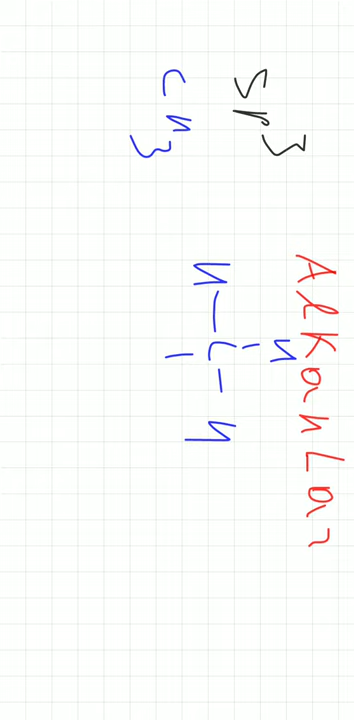 AlKanLar
Sp3
H
CH3
H-C-H